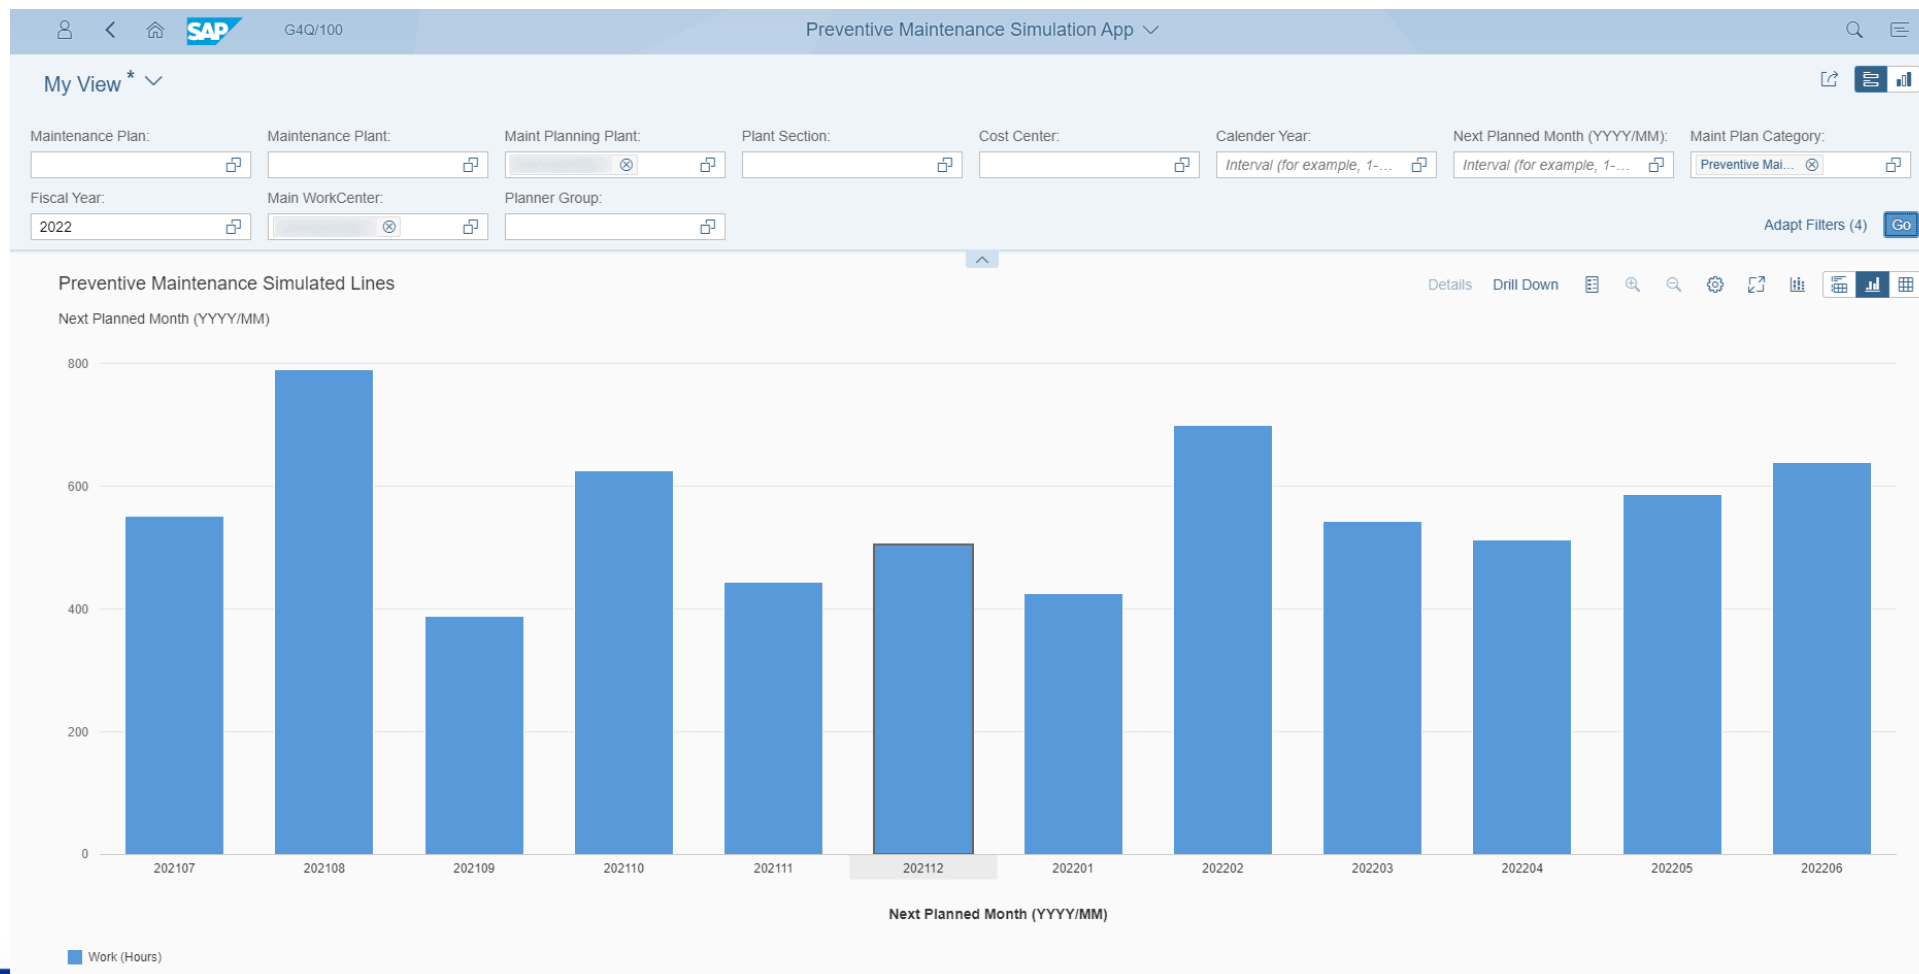 SAP G4Q/100 Preventive Maintenance Simulation App
My View *
Maintenance Plan: Maintenance Plant: Maint Planning Plant: Plant Section: Cost Center: Calender Year: Next Planned Month (YYYY/MM): Maint Plan Category:
Interval (for example, 1-... Interval (for example, 1-... Preventive Mai...
Fiscal Year: Main WorkCenter: Planner Group:
2022
Adapt Filters (4) Go
Preventive Maintenance Simulated Lines
Details Drill Down
Next Planned Month (YYYY/MM)
800
600
400
200
0
202107 202108 202109 202110 202111 202112 202201 202202 202203 202204 202205 202206
Next Planned Month (YYYY/MM)
Work (Hours)